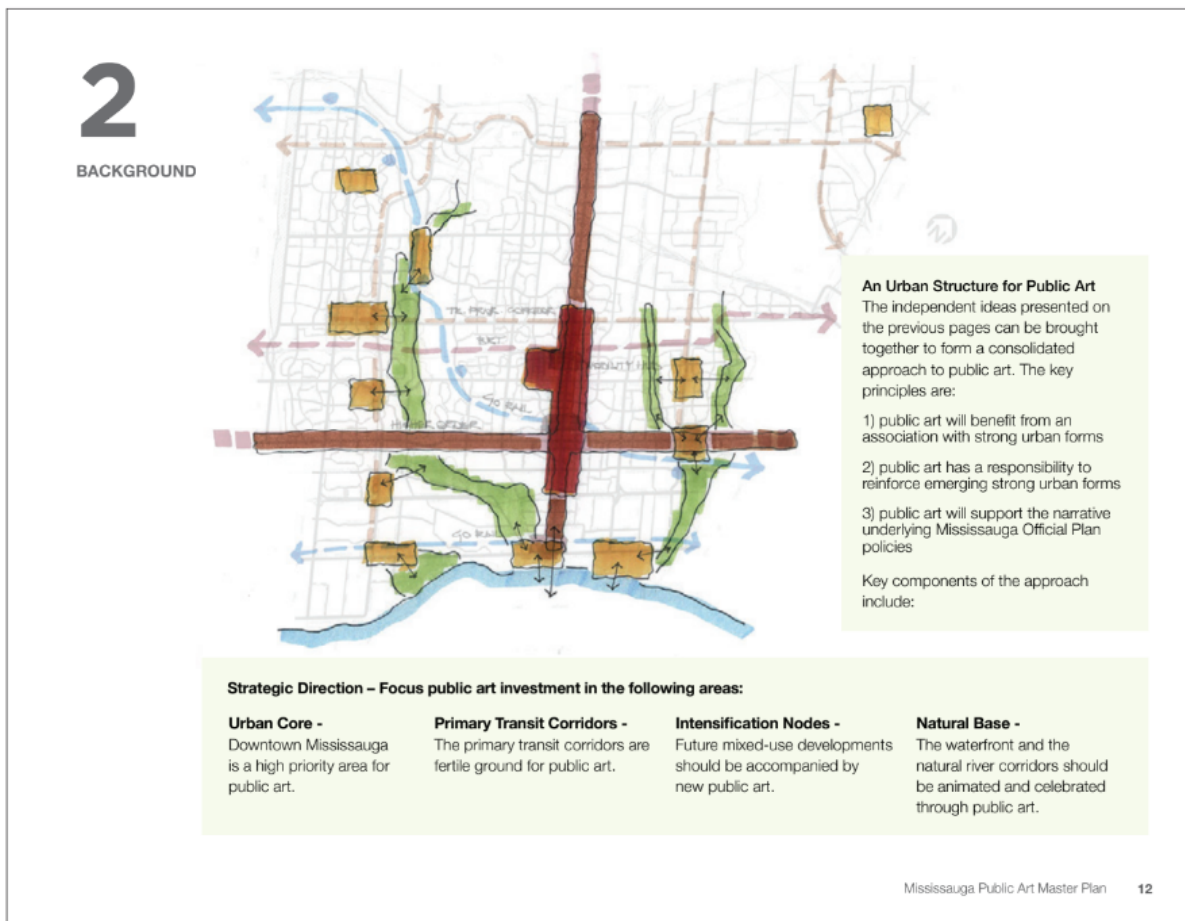 2
BACKGROUND
GO RAIL
GO RAIL
An Urban Structure for Public Art
The independent ideas presented on
the previous pages can be brought
together to form a consolidated
approach to public art. The key
principles are:
1) public art will benefit from an
association with strong urban forms
2) public art has a responsibility to
reinforce emerging strong urban forms
3) public art will support the narrative
underlying Mississauga Official Plan
policies
Key components of the approach
include:
Strategic Direction – Focus public art investment in the following areas:
Urban Core -
Downtown Mississauga
is a high priority area for
public art.
Primary Transit Corridors -
The primary transit corridors are
fertile ground for public art.
Intensification Nodes -
Future mixed-use developments
should be accompanied by
new public art.
Natural Base -
The waterfront and the
natural river corridors should
be animated and celebrated
through public art.
Mississauga Public Art Master Plan 12